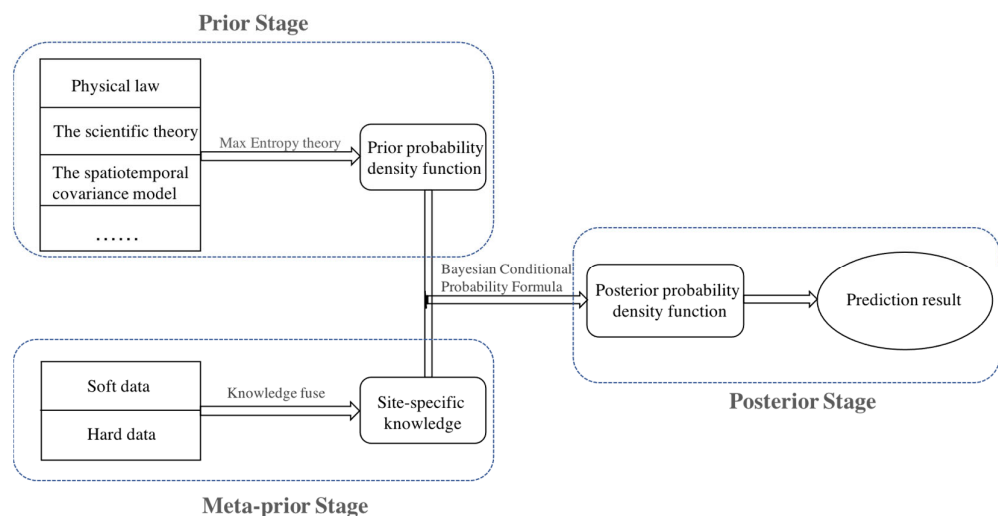 Prior Stage
Physical law
The scientific theory
The spatiotemporal
covariance model
......
Max Entropy theory
Prior probability
density function
Bayesian Conditional
Probability Formula
Posterior probability
density function
Prediction result
Posterior Stage
Soft data
Hard data
Knowledge fuse
Site-specific
knowledge
Meta-prior Stage